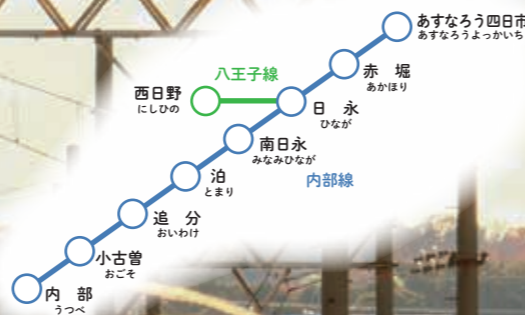 あすなろう四日市
あすなろうよっかいち
赤 堀
あかほり
八王子線
西日野
にしひの
日 永
ひなが
南日永
みなみひなが
内部線
泊
とまり
追 分
おいわけ
小古曽
おごそ
内 部
うつべ